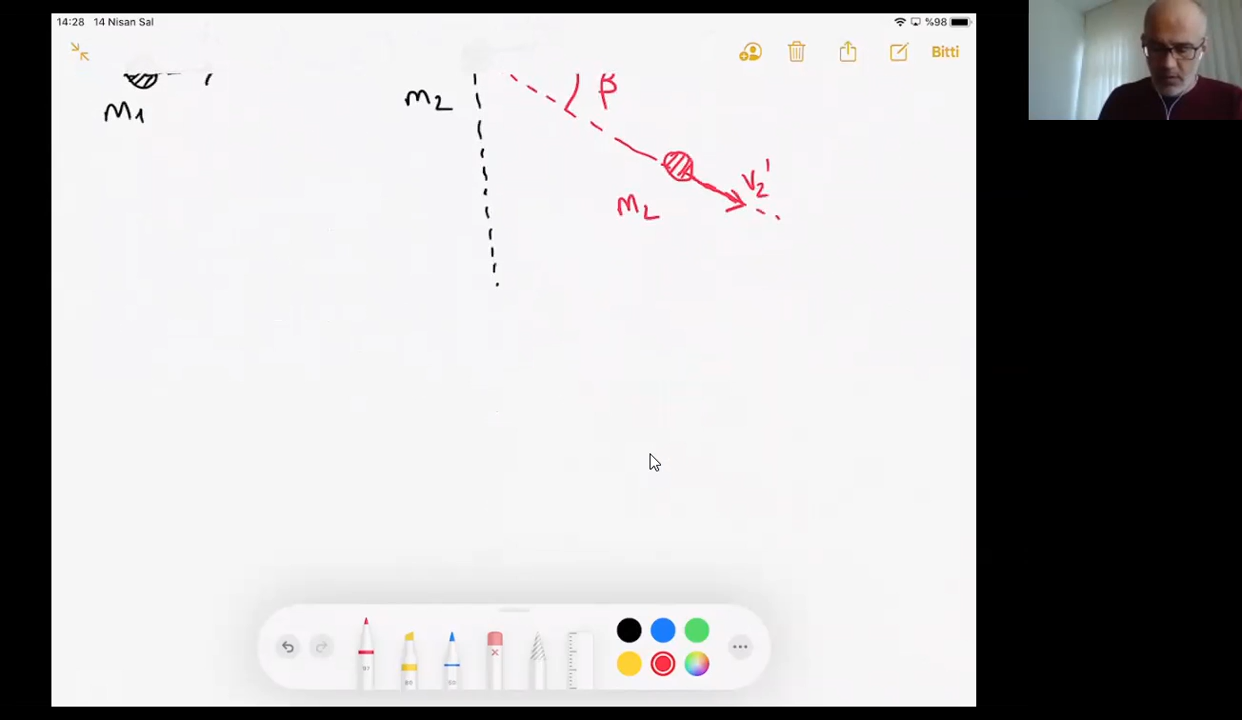 14:28 14 Nisan Sal %98
Bitti
m1
m2
β
v2'
m2